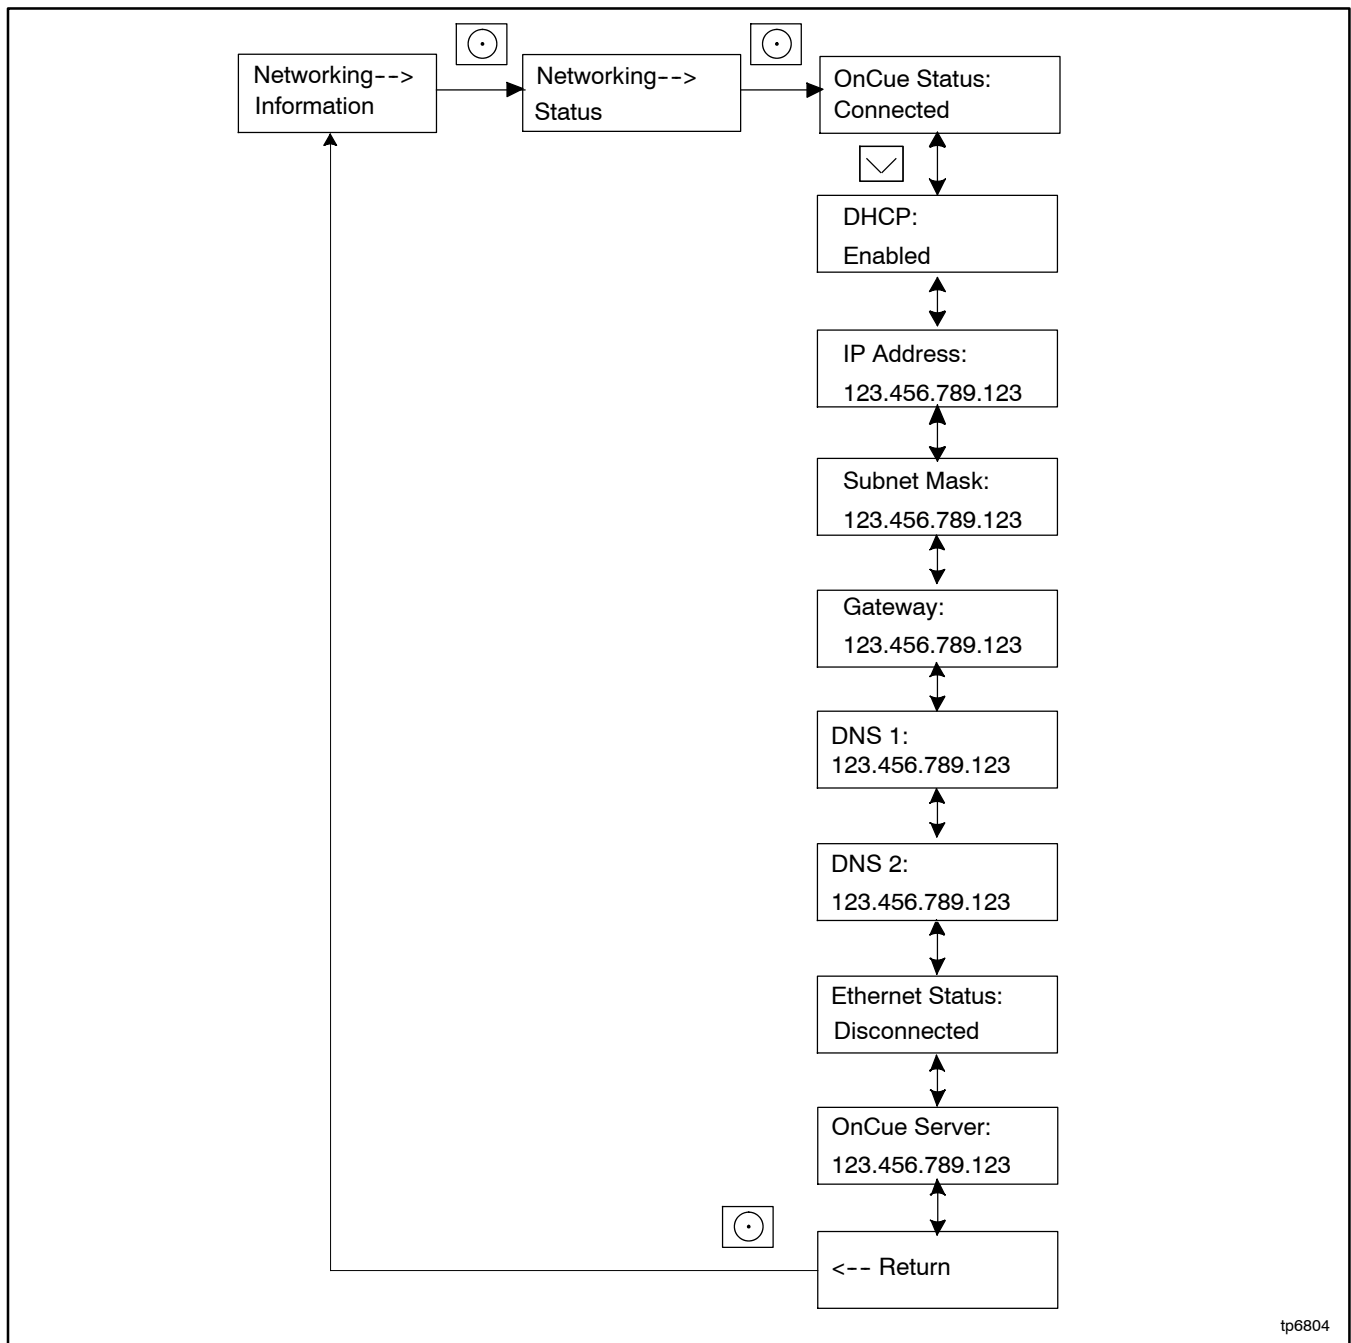 Networking-->
Information
Networking-->
Status
OnCue Status:
Connected
DHCP:
Enabled
IP Address:
123.456.789.123
Subnet Mask:
123.456.789.123
Gateway:
123.456.789.123
DNS 1:
123.456.789.123
DNS 2:
123.456.789.123
Ethernet Status:
Disconnected
OnCue Server:
123.456.789.123
<-- Return
tp6804